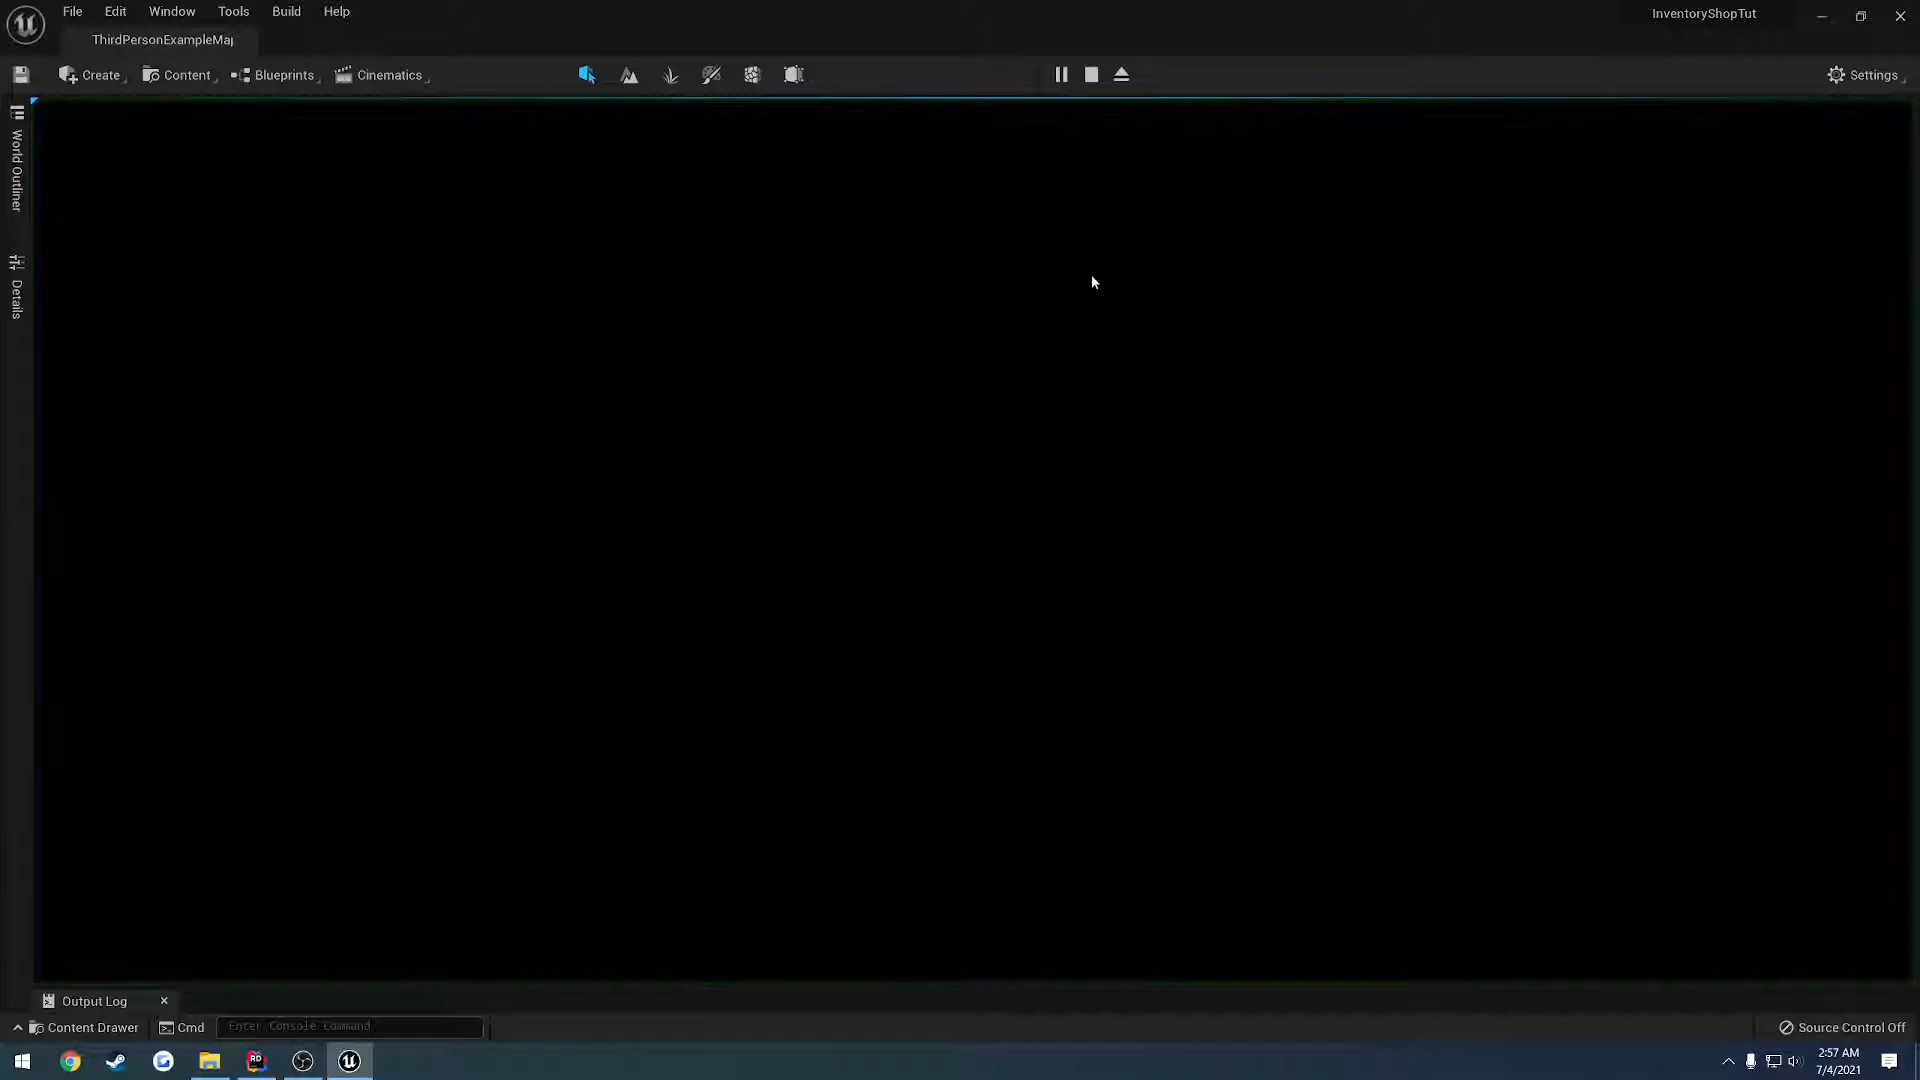 File Edit Window Tools Build Help
InventoryShopTut
ThirdPersonExampleMa
Create Content Blueprints Cinematics
Settings
World Outliner
Details
Output Log
Content Drawer Cmd Enter Console Command
Source Control Off
RD
2:57 AM
7/4/2021